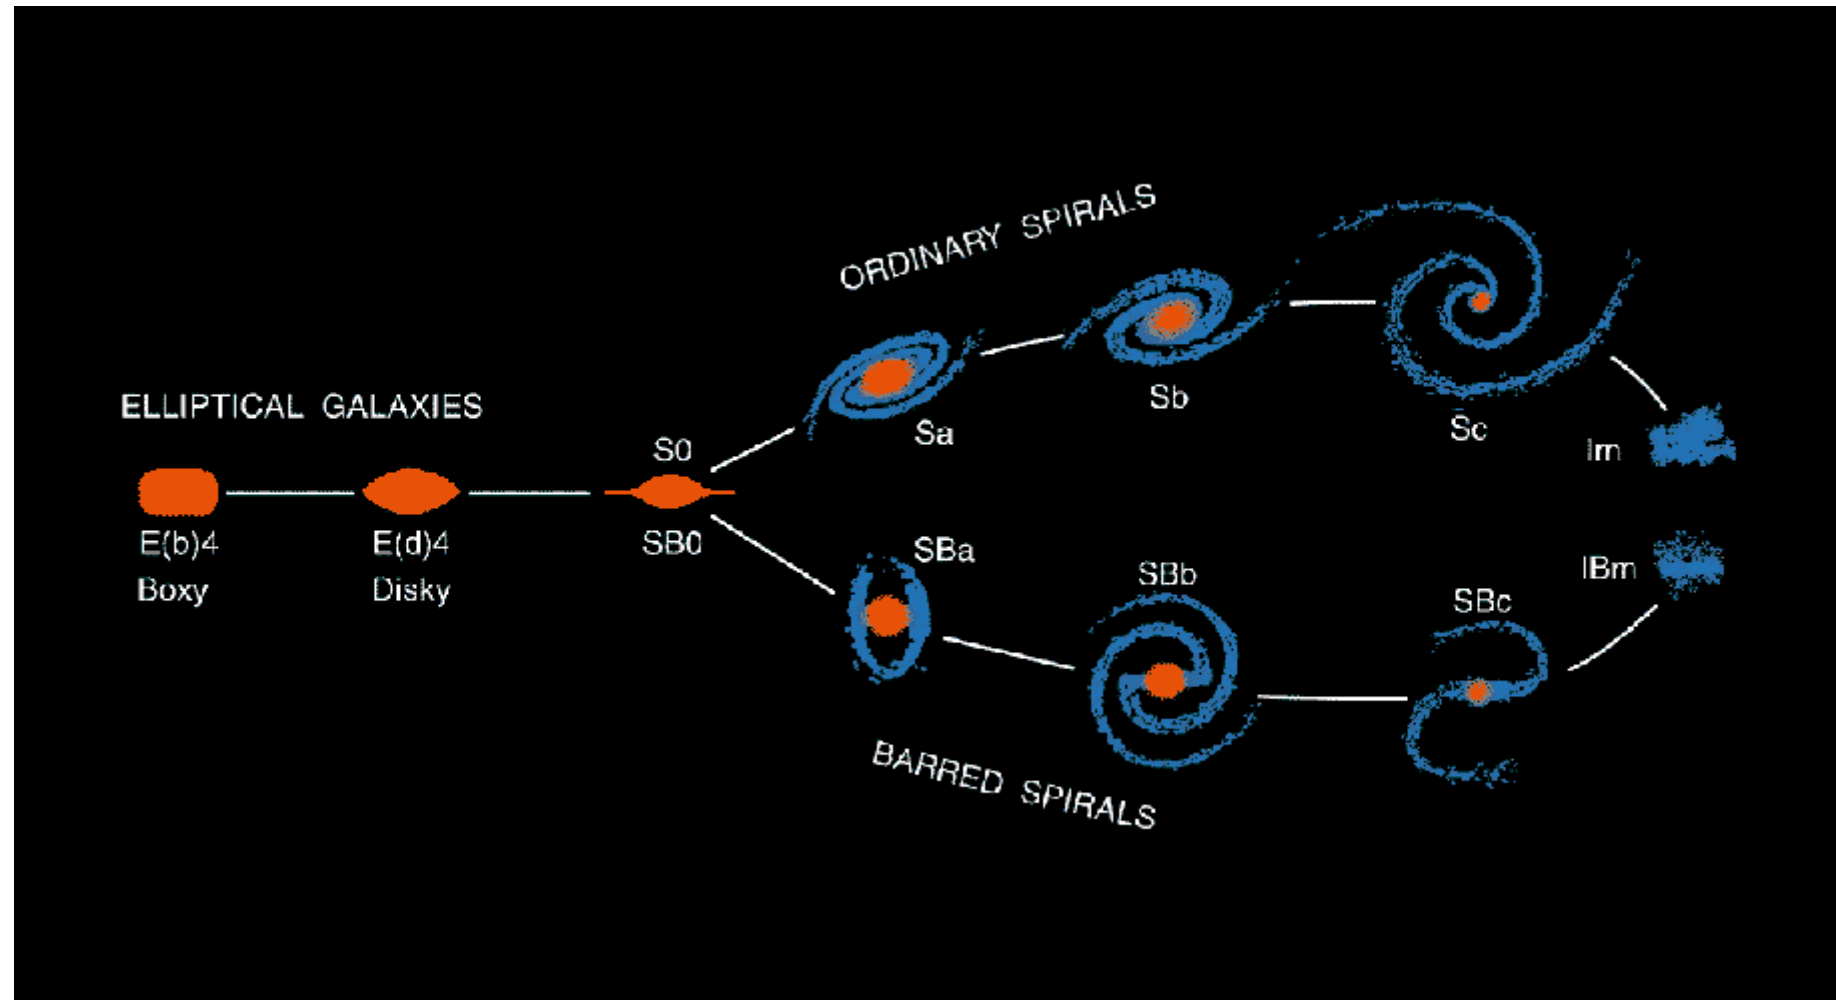 ORDINARY SPIRALS
ELLIPTICAL GALAXIES
Sa
Sb
Sc
Im
S0
E(b)4
Boxy
E(d)4
Disky
SB0
SBa
SBb
SBc
IBm
BARRED SPIRALS